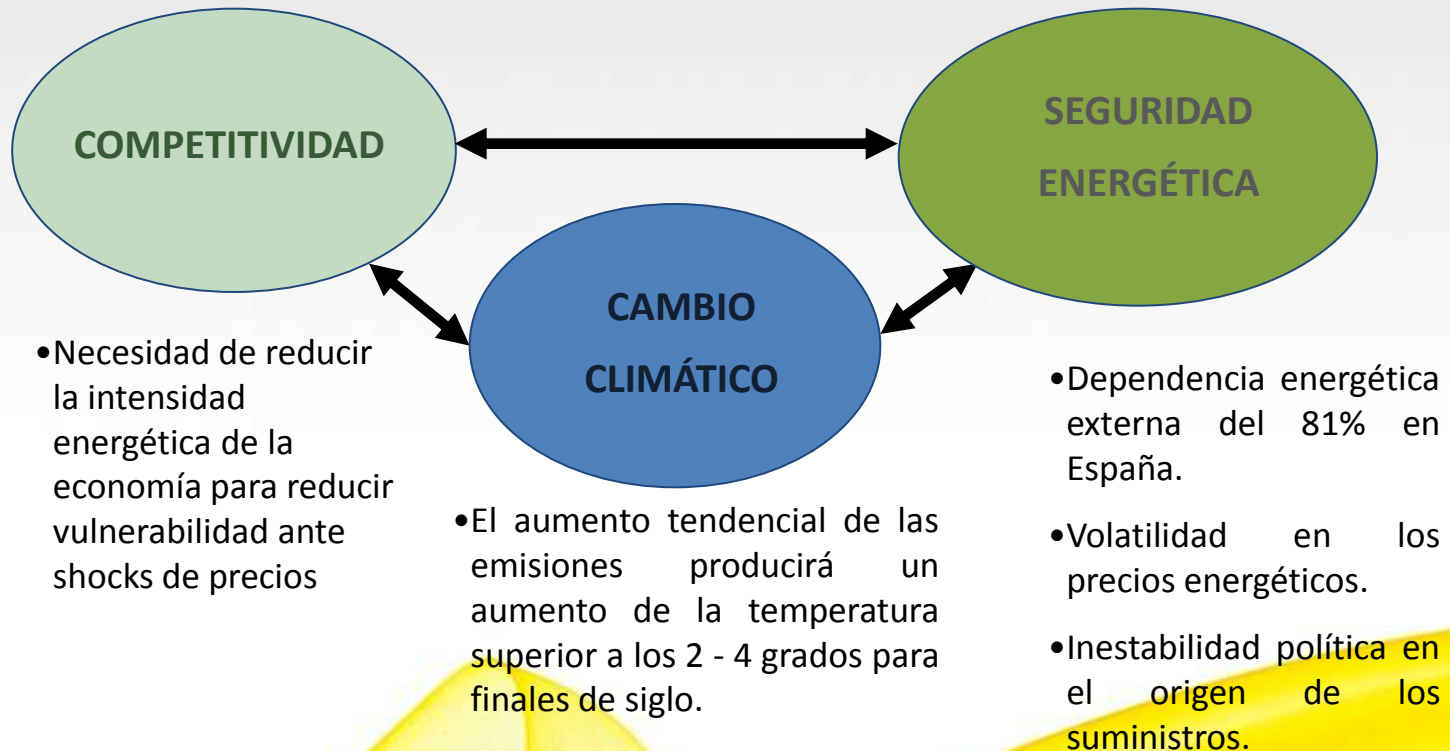 COMPETITIVIDAD
SEGURIDAD
ENERGÉTICA
CAMBIO
CLIMÁTICO
•Necesidad de reducir
la intensidad
energética de la
economía para reducir
vulnerabilidad ante
shocks de precios
•El aumento tendencial de las
emisiones producirá un
aumento de la temperatura
superior a los 2 - 4 grados para
finales de siglo.
•Dependencia energética
externa del 81% en
España.
•Volatilidad en los
precios energéticos.
•Inestabilidad política en
el origen de los
suministros.